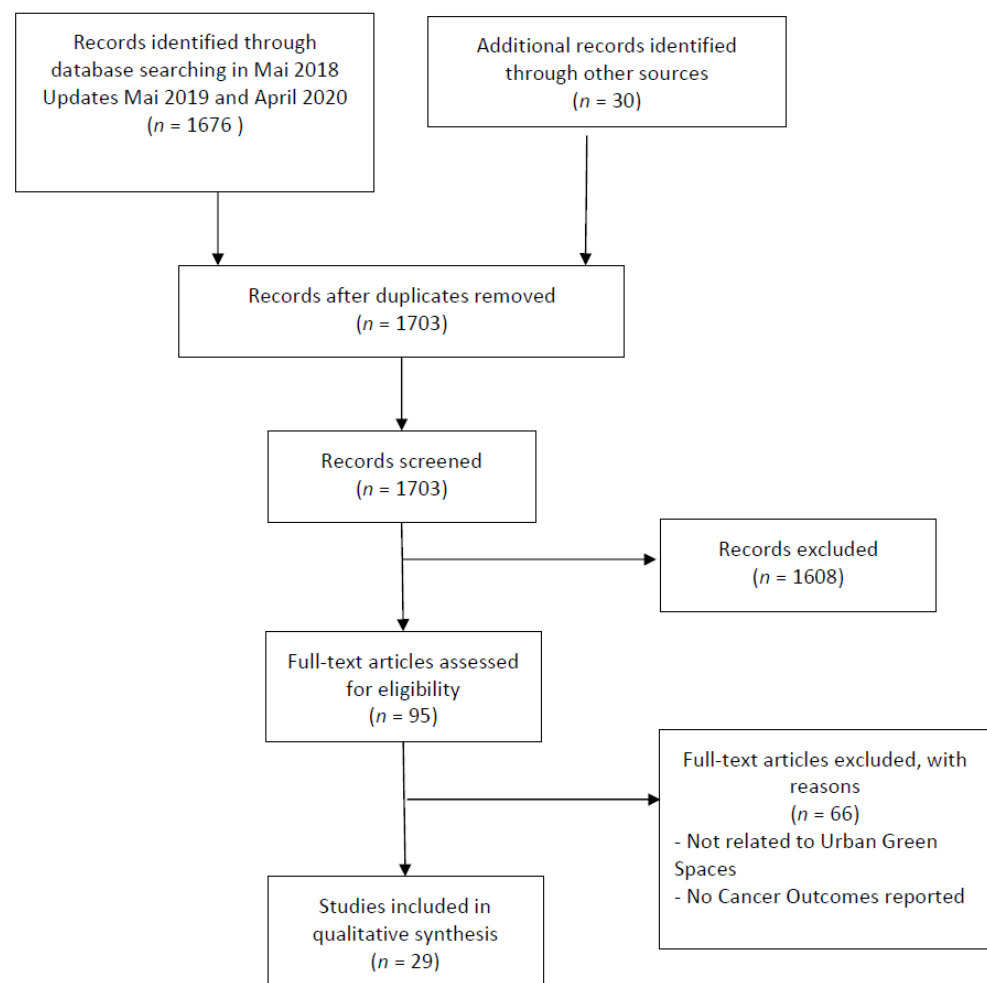 Records identified through
database searching in Mai 2018
Updates Mai 2019 and April 2020
(n = 1676 )
Additional records identified
through other sources
(n = 30)
Records after duplicates removed
(n = 1703)
Records screened
(n = 1703)
Records excluded
(n = 1608)
Full-text articles assessed
for eligibility
(n = 95)
Full-text articles excluded, with
reasons
(n = 66)
- Not related to Urban Green
Spaces
- No Cancer Outcomes reported
Studies included in
qualitative synthesis
(n = 29)